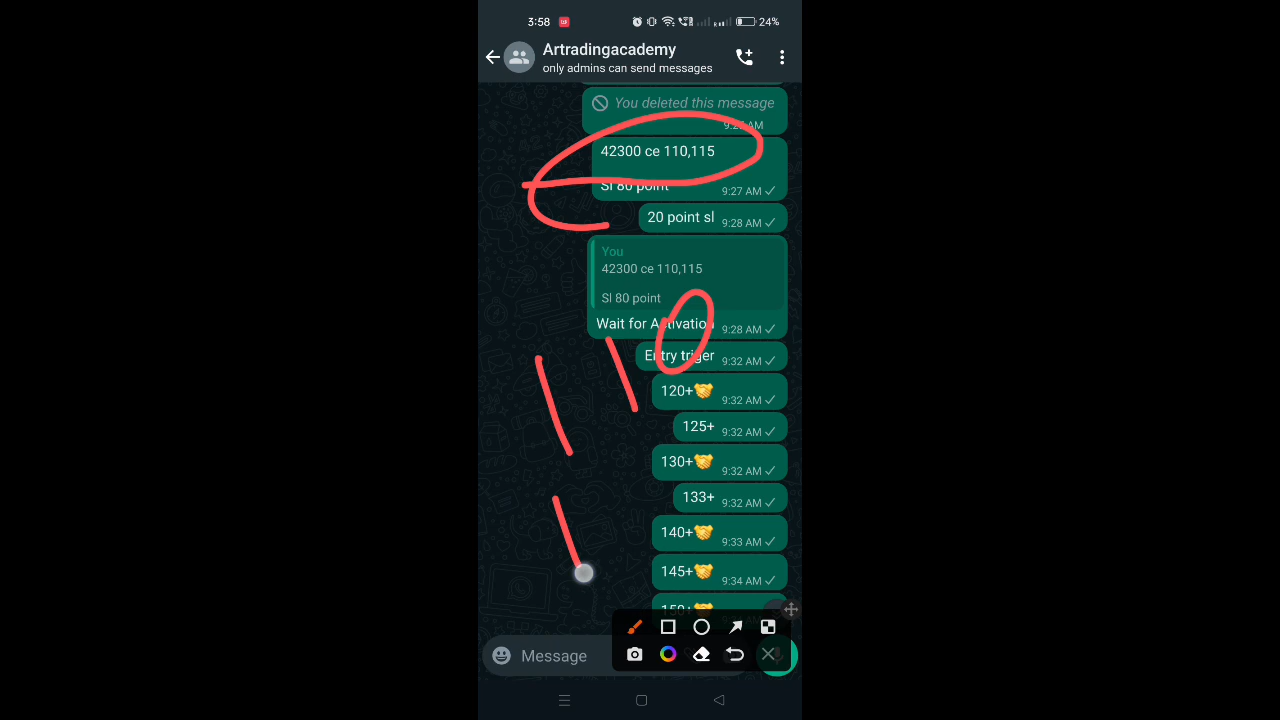 3:58
24%
Artradingacademy
only admins can send messages
You deleted this message
42300 ce 110,115
Sl 80 point
9:27 AM
20 point sl
9:28 AM
You
42300 ce 110,115
Sl 80 point
Wait for Activation
9:28 AM
Entry triger
9:32 AM
120+🤝
9:32 AM
125+
9:32 AM
130+🤝
9:32 AM
133+
9:32 AM
140+🤝
9:33 AM
145+🤝
9:34 AM
150+🤝
Message